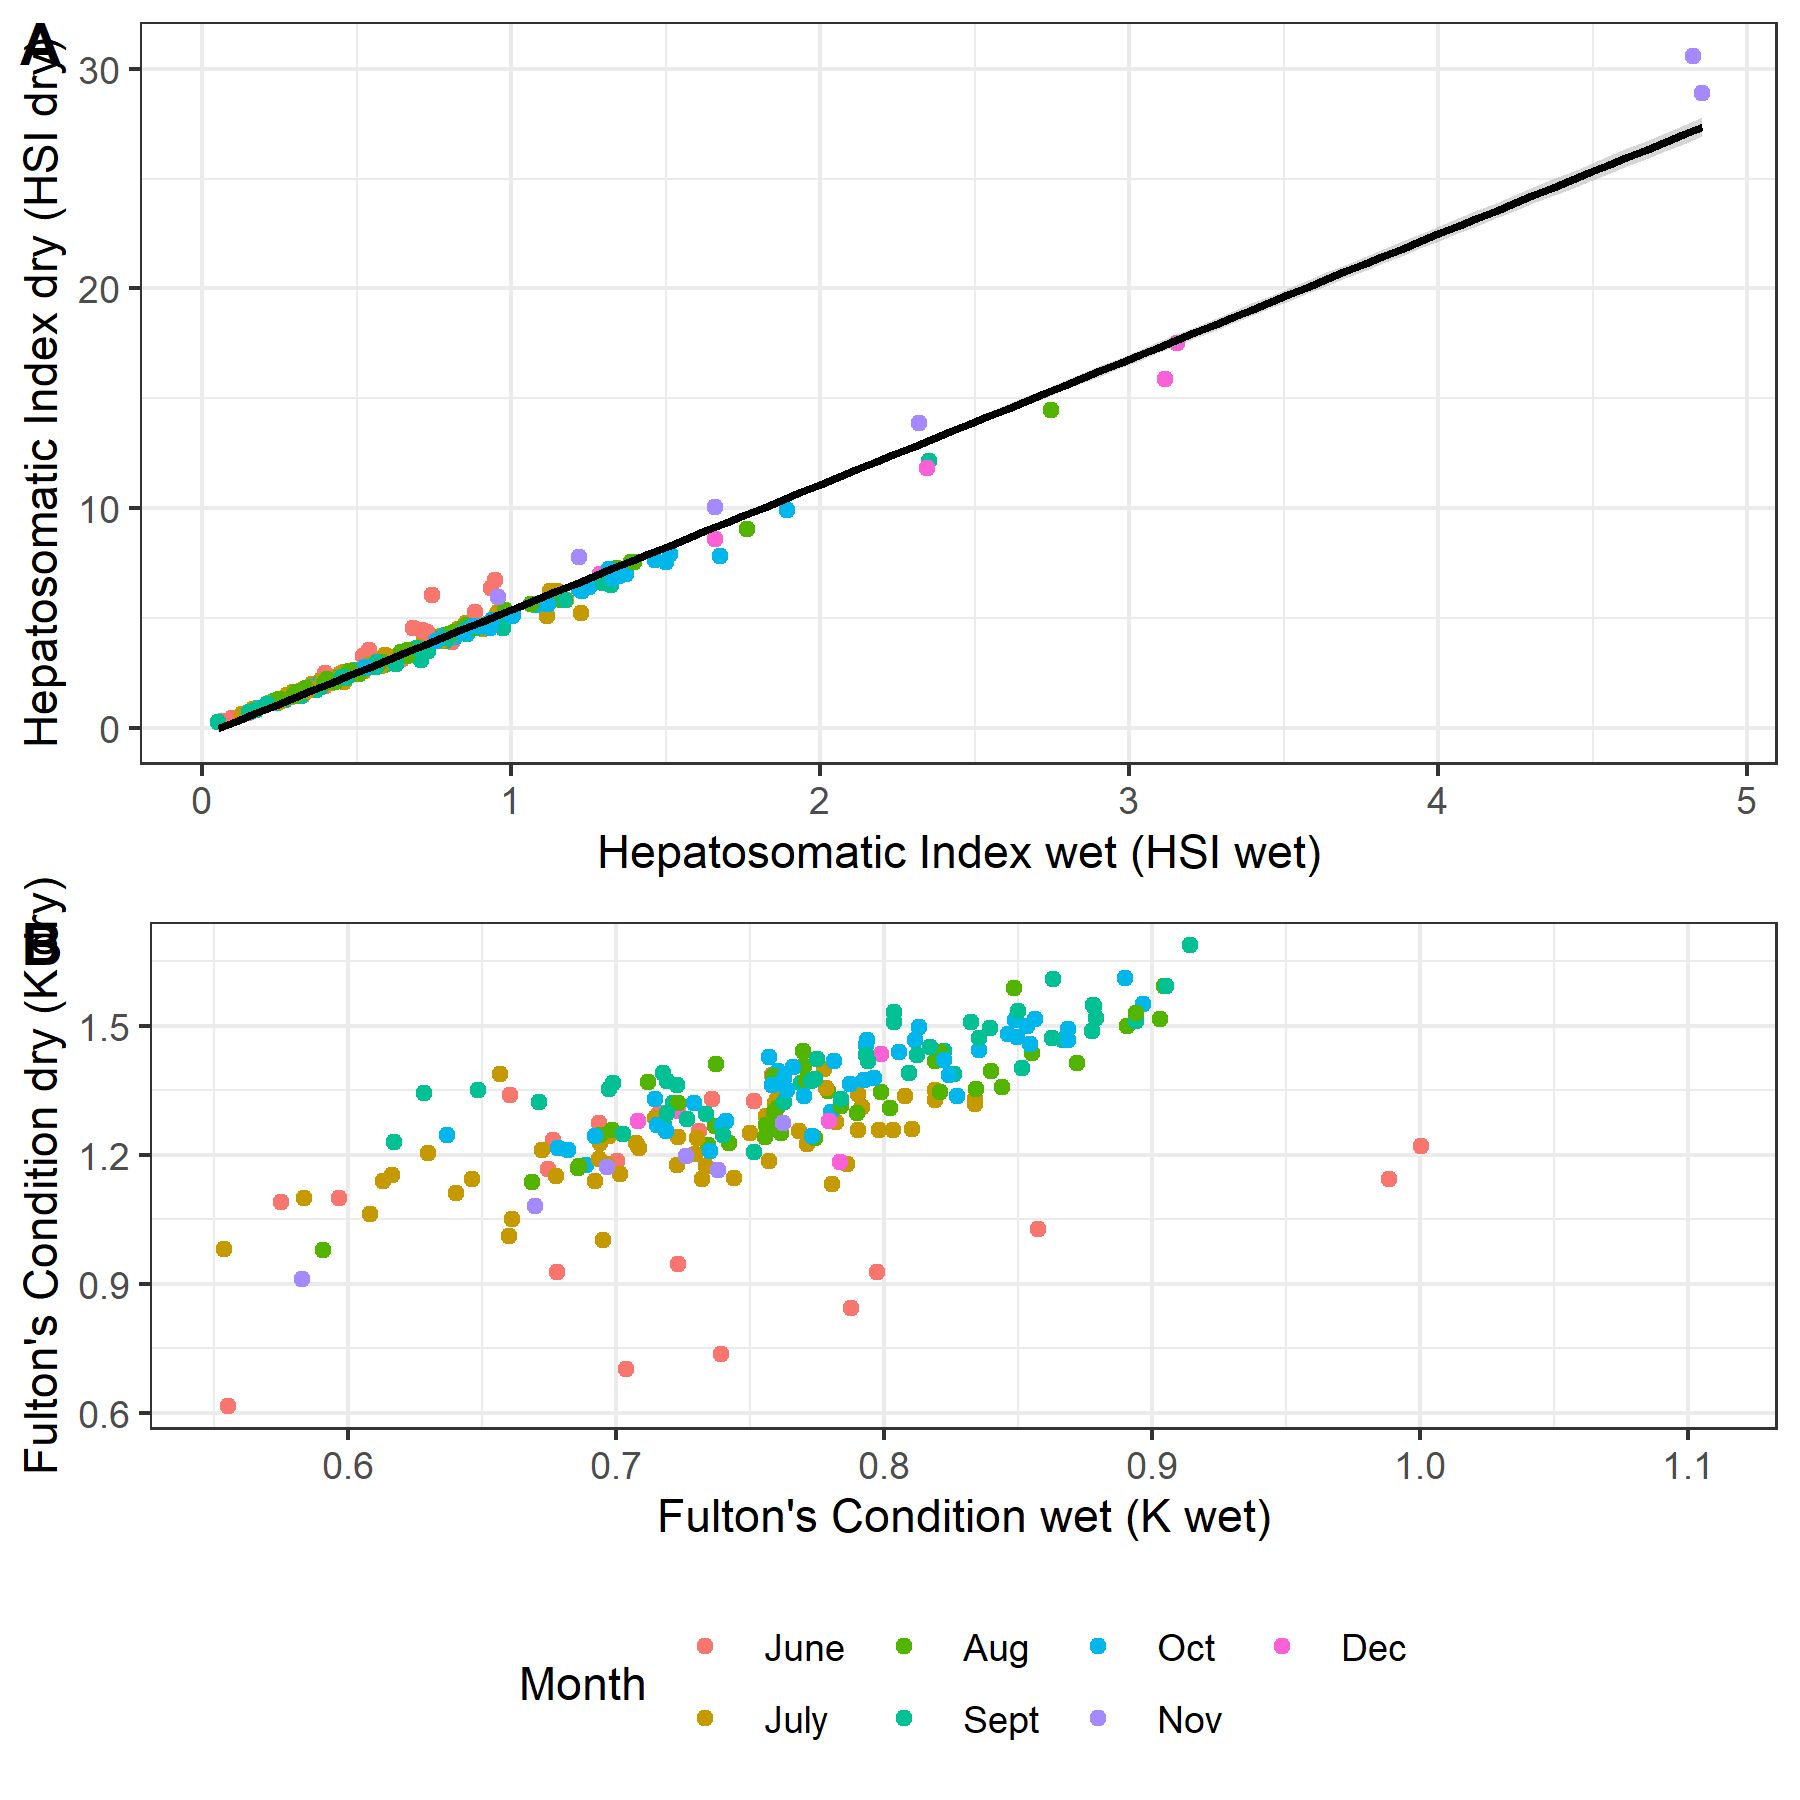 A
Hepatosomatic Index dry (HSI dry)
30
20
10
0
0 1 2 3 4 5
Hepatosomatic Index wet (HSI wet)
B
Fulton's Condition dry (K dry)
1.5
1.2
0.9
0.6
0.6 0.7 0.8 0.9 1.0 1.1
Fulton's Condition wet (K wet)
Month
June Aug Oct Dec
July Sept Nov